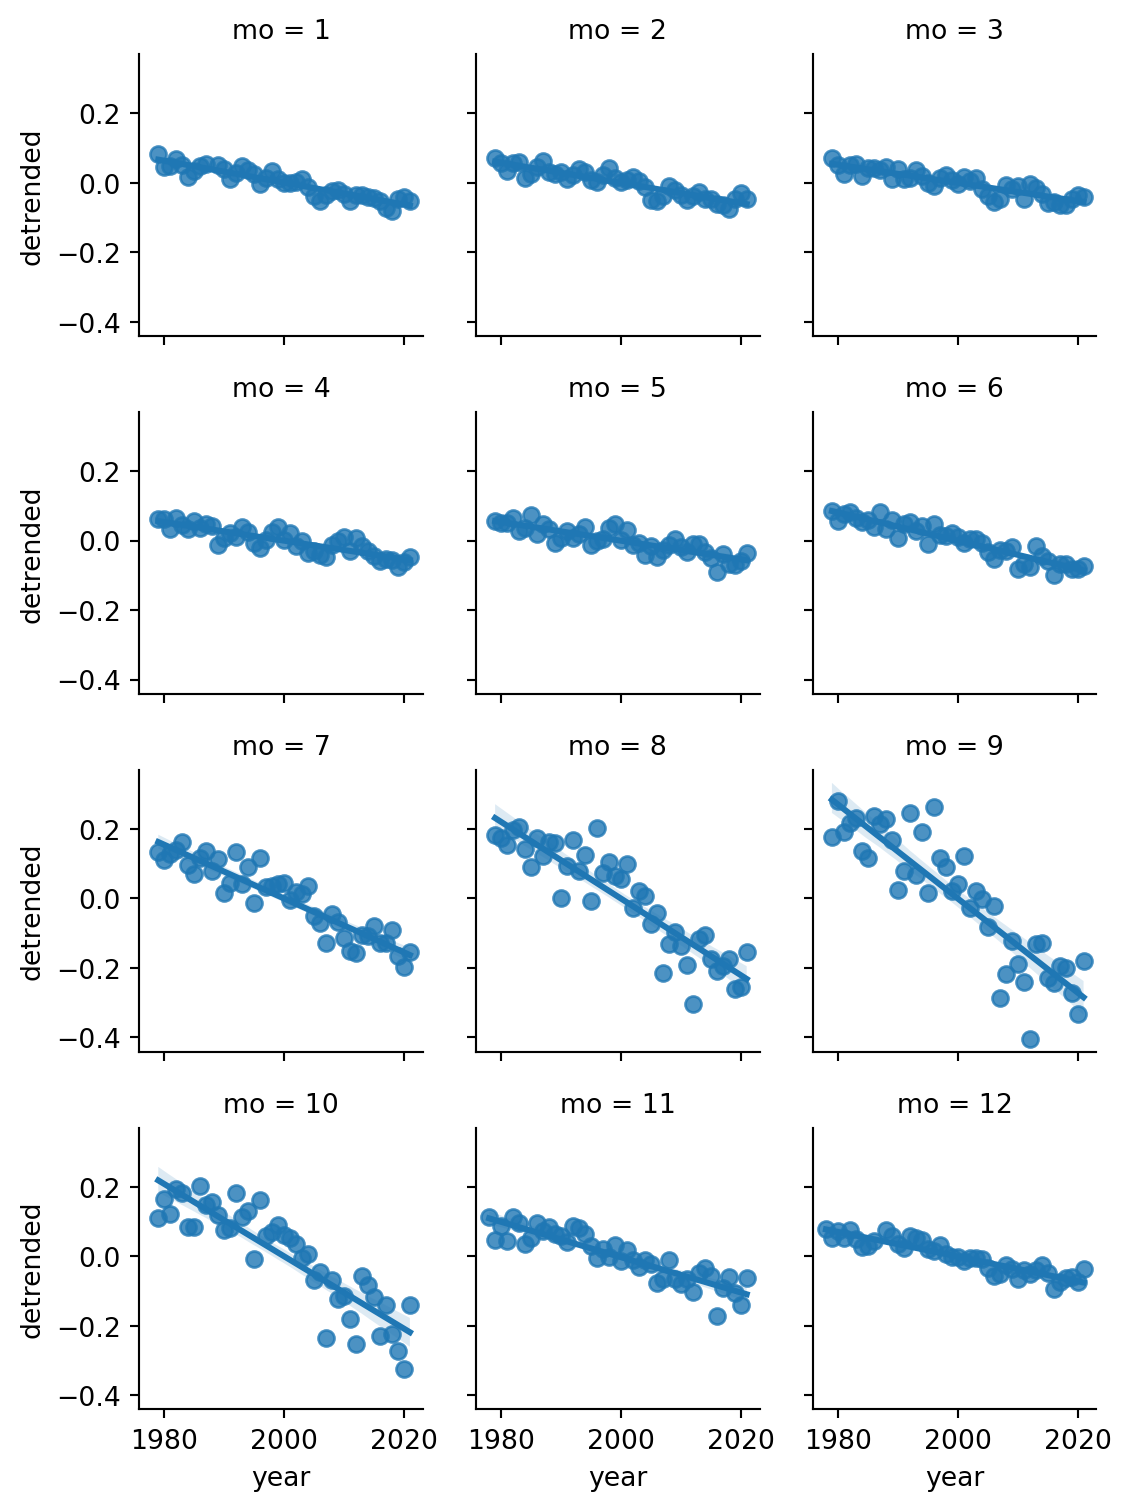 mo = 1 mo = 2 mo = 3
detrended
0.2
0.0
−0.2
−0.4
mo = 4 mo = 5 mo = 6
detrended
0.2
0.0
−0.2
−0.4
mo = 7 mo = 8 mo = 9
detrended
0.2
0.0
−0.2
−0.4
mo = 10 mo = 11 mo = 12
detrended
0.2
0.0
−0.2
−0.4
1980 2000 2020 1980 2000 2020 1980 2000 2020
year year year